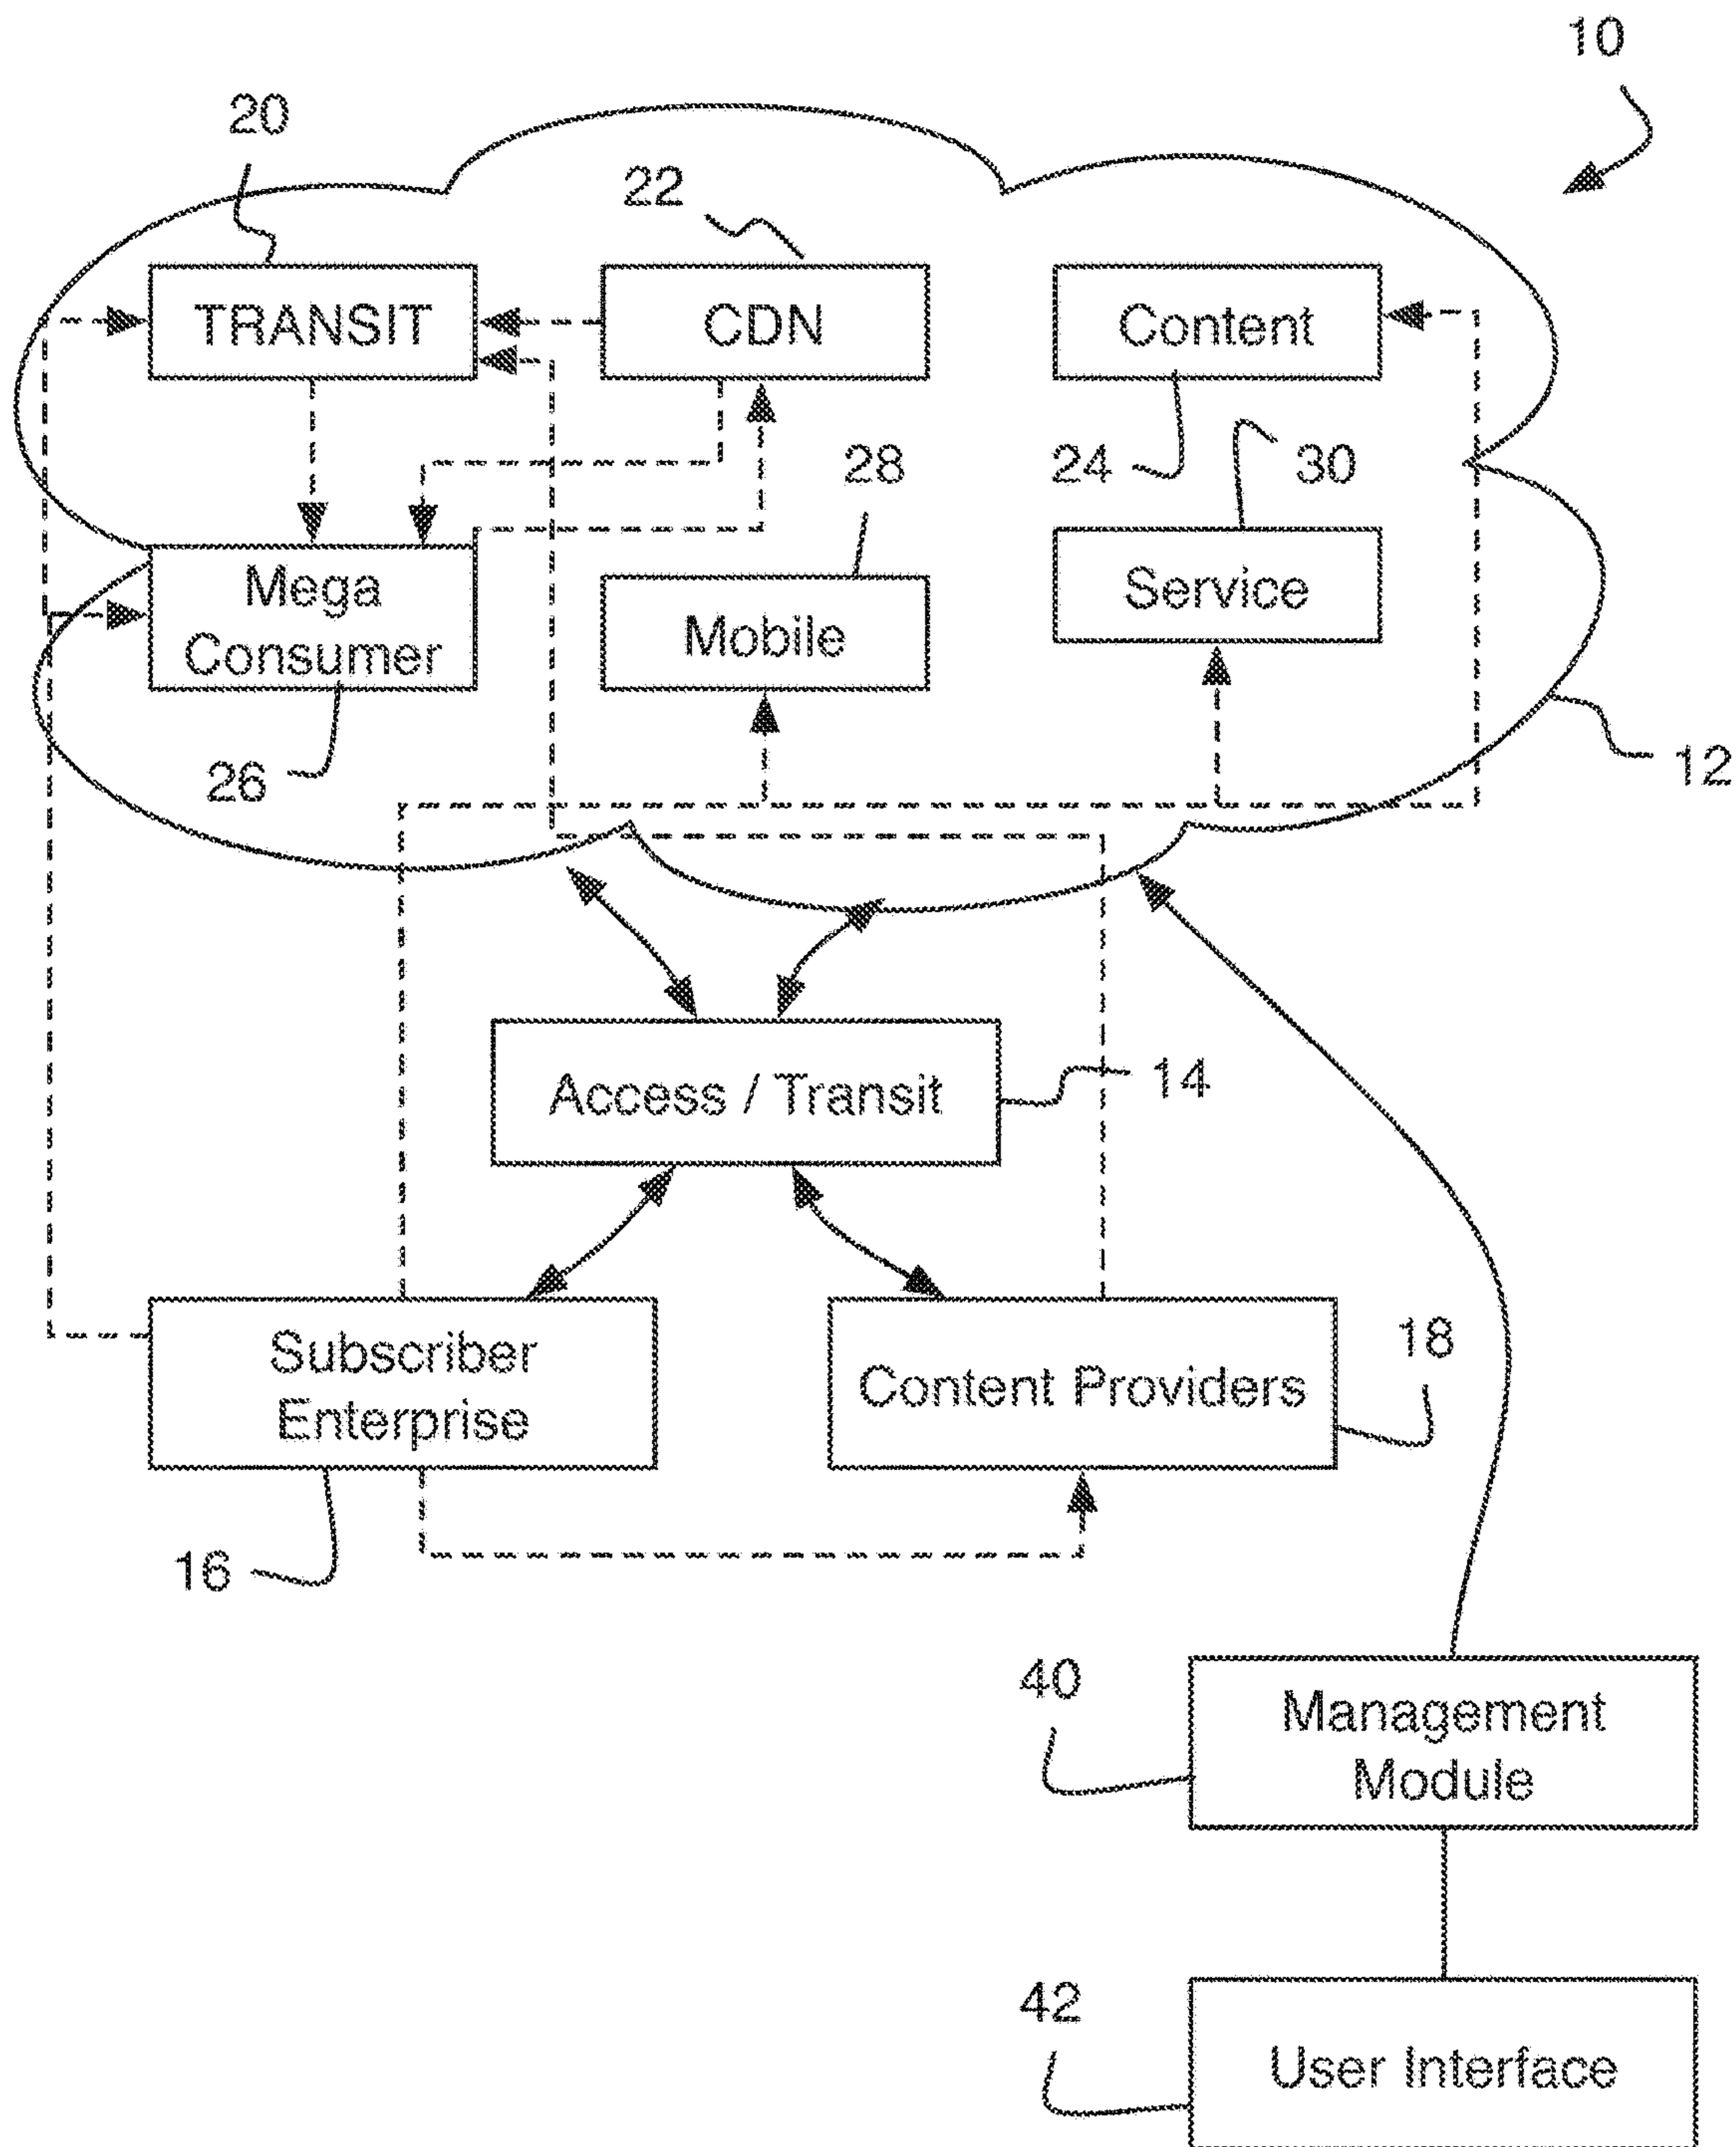 10
20
22
TRANSIT
CDN
Content
24
30
28
Mega
Consumer
Mobile
Service
26
12
Access / Transit
14
Subscriber
Enterprise
Content Providers
18
16
40
Management
Module
42
User Interface